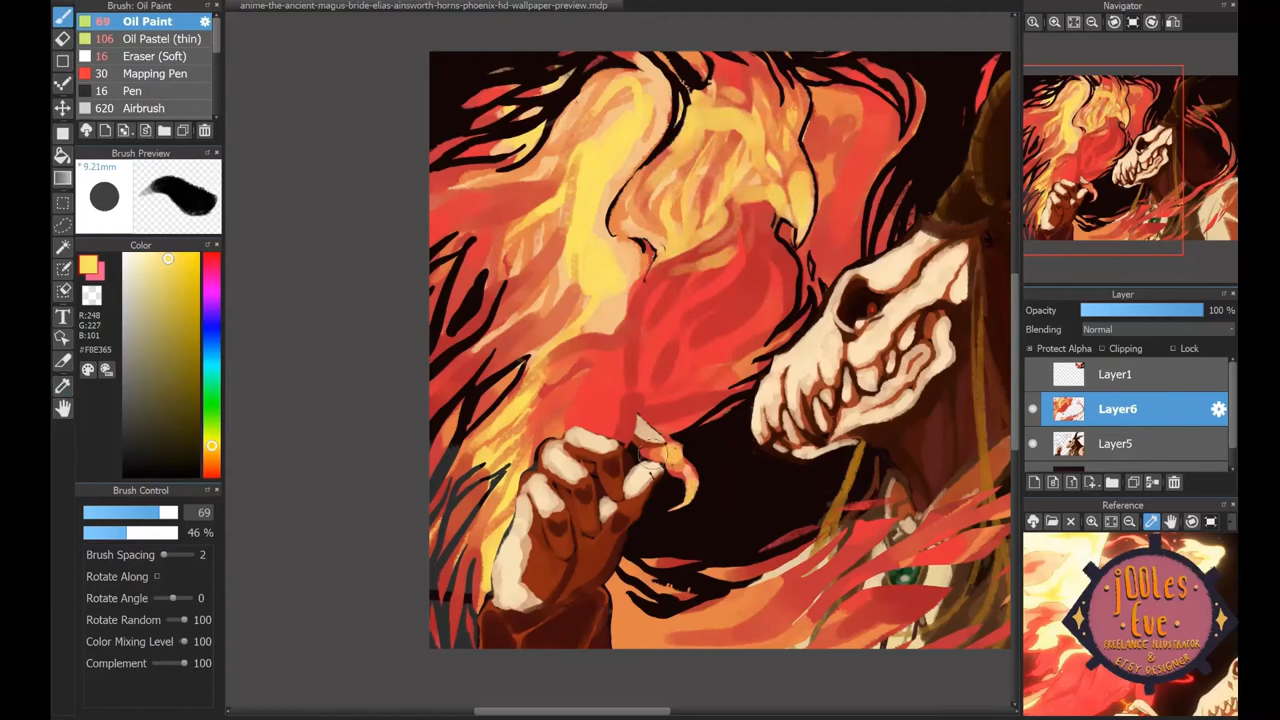 Brush: Oil Paint
anime-the-ancient-magus-bride-elias-ainsworth-horns-phoenix-hd-wallpaper-preview.mdp
Navigator
69 Oil Paint
106 Oil Pastel (thin)
16 Eraser (Soft)
30 Mapping Pen
16 Pen
620 Airbrush
Brush Preview
* 9.21mm
Color
R:248
G:227
B:101
#F8E365
Brush Control
69
46 %
Brush Spacing 2
Rotate Along
Rotate Angle 0
Rotate Random 100
Color Mixing Level 100
Complement 100
Layer
Opacity 100 %
Blending Normal
Protect Alpha Clipping Lock
Layer1
Layer6
Layer5
Reference
jOOles
Eve
FREELANCE ILLUSTRATOR
&
ETSY DESIGNER